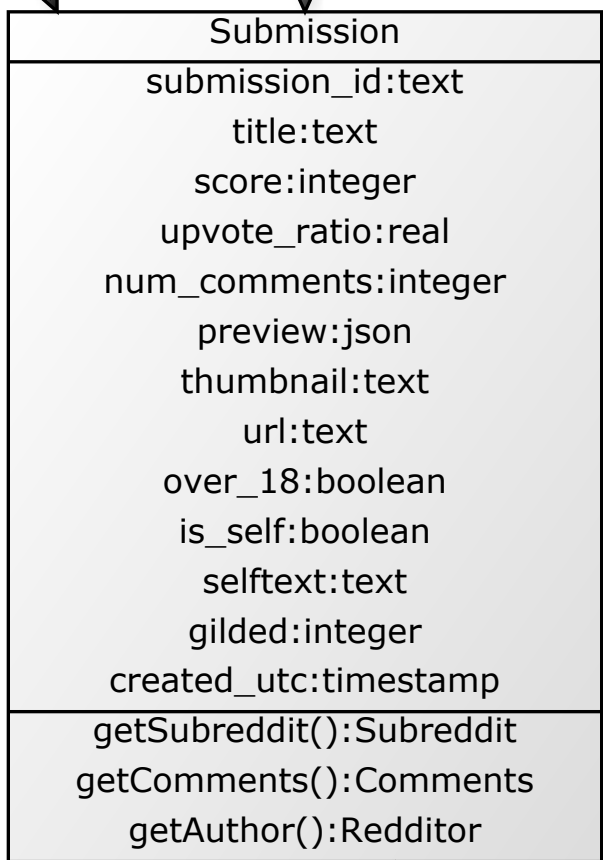 Submission
submission_id:text
title:text
score:integer
upvote_ratio:real
num_comments:integer
preview:json
thumbnail:text
url:text
over_18:boolean
is_self:boolean
selftext:text
gilded:integer
created_utc:timestamp
getSubreddit():Subreddit
getComments():Comments
getAuthor():Redditor